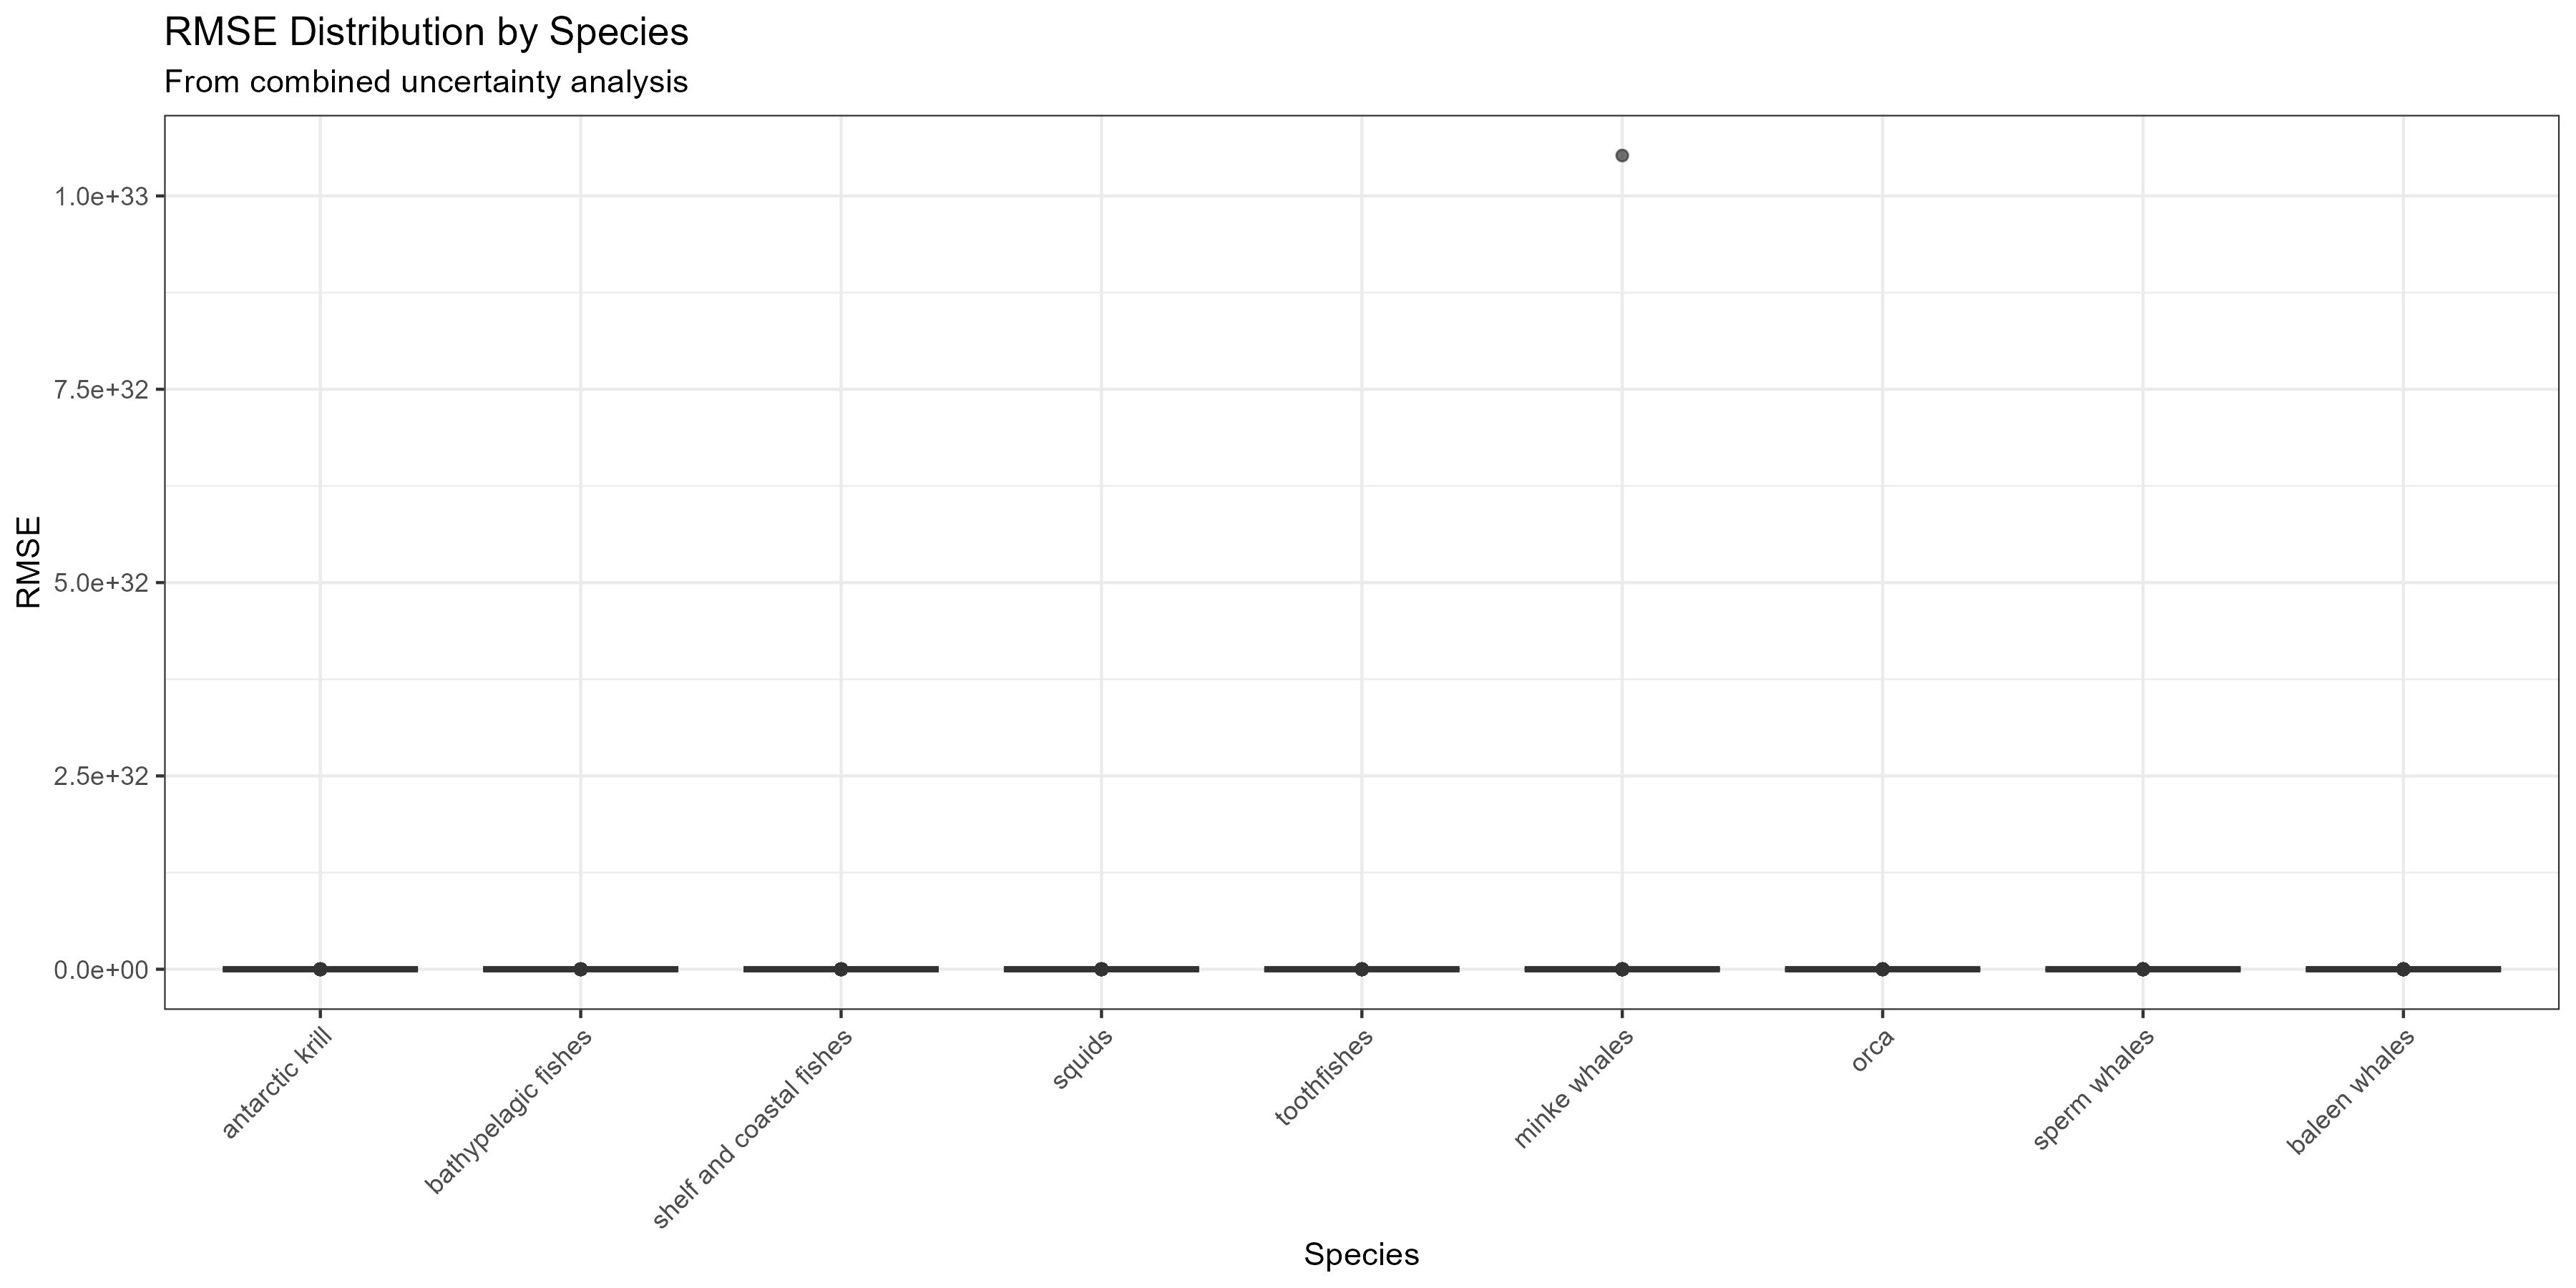 RMSE Distribution by Species
From combined uncertainty analysis
RMSE
1.0e+33
7.5e+32
5.0e+32
2.5e+32
0.0e+00
antarctic krill
bathypelagic fishes
shelf and coastal fishes
squids
toothfishes
minke whales
orca
sperm whales
baleen whales
Species